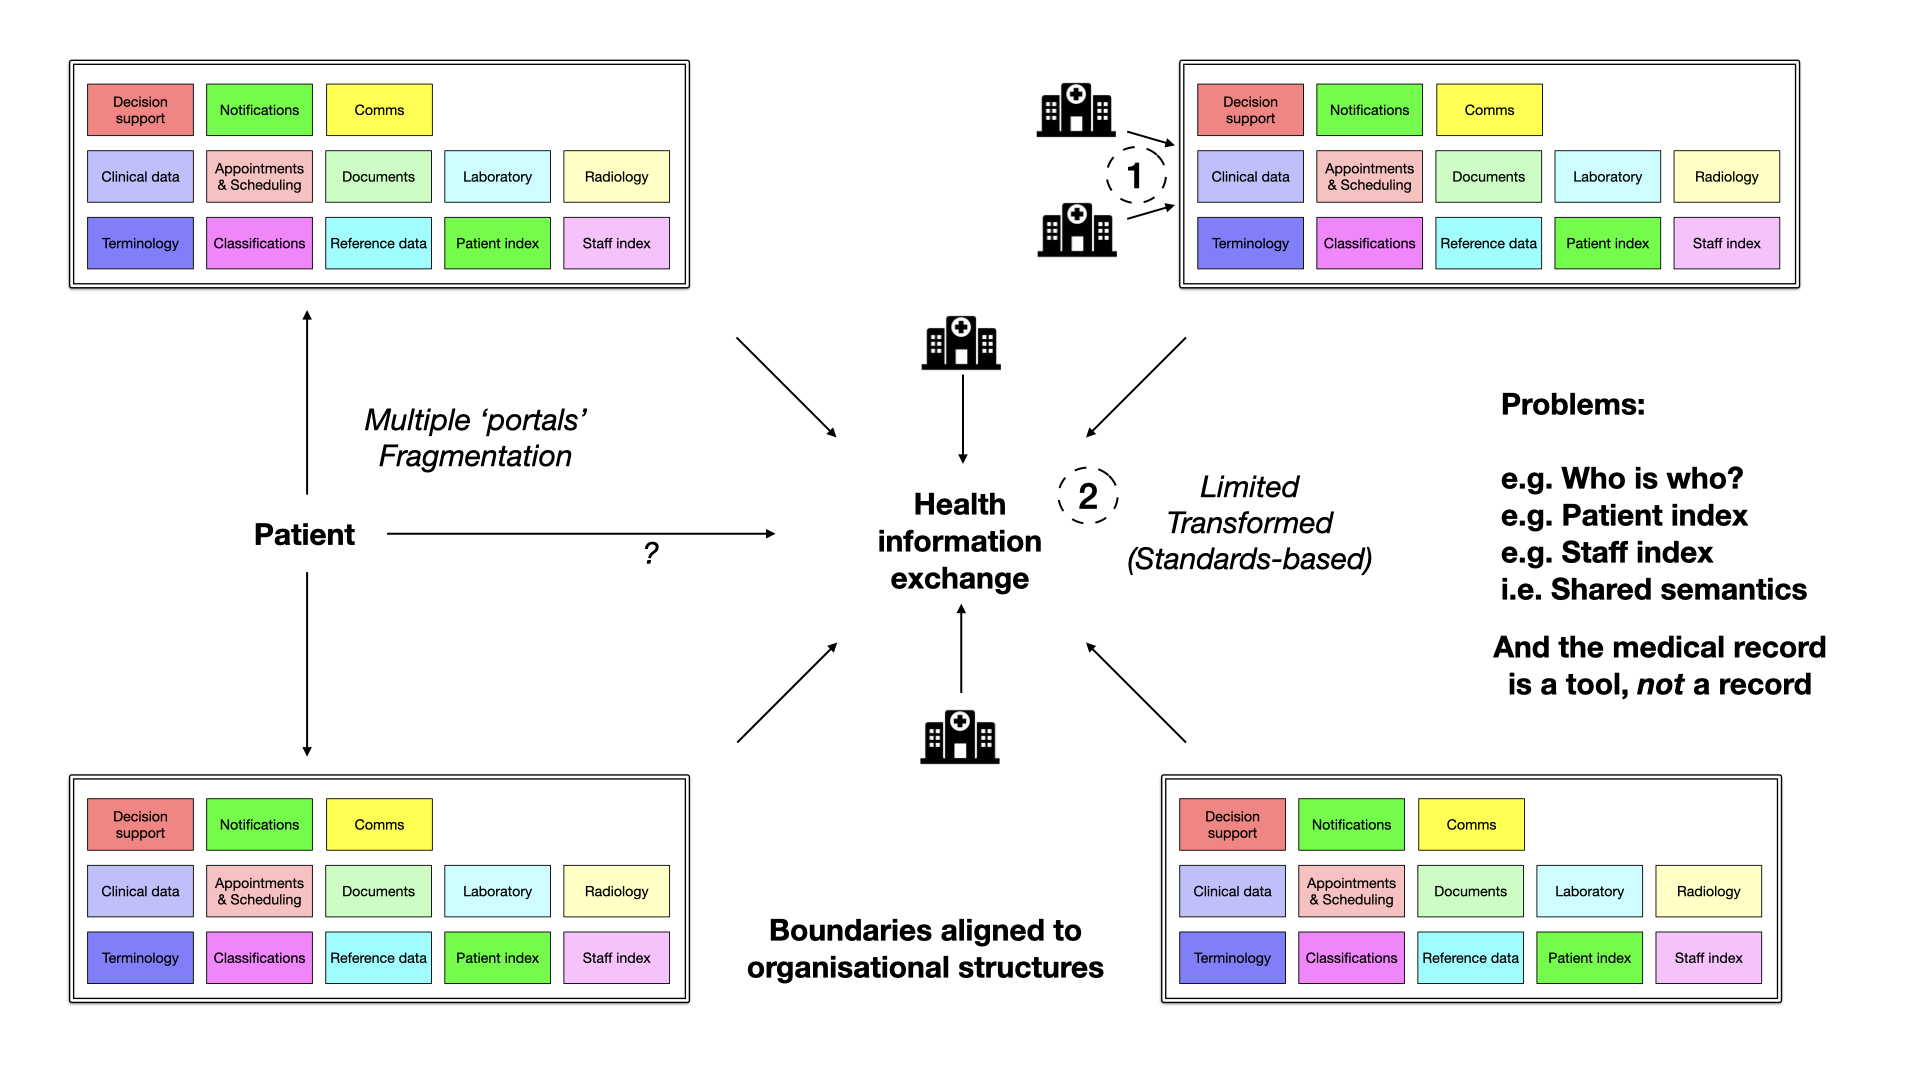 Decision
support
Notifications
Comms
Clinical data
Appointments
& Scheduling
Documents
Laboratory
Radiology
Terminology
Classifications
Reference data
Patient index
Staff index
1
Decision
support
Notifications
Comms
Clinical data
Appointments
& Scheduling
Documents
Laboratory
Radiology
Terminology
Classifications
Reference data
Patient index
Staff index
Multiple ‘portals’
Fragmentation
Patient
?
Health
information
exchange
2
Limited
Transformed
(Standards-based)
Problems:
e.g. Who is who?
e.g. Patient index
e.g. Staff index
i.e. Shared semantics
And the medical record
is a tool, not a record
Decision
support
Notifications
Comms
Clinical data
Appointments
& Scheduling
Documents
Laboratory
Radiology
Terminology
Classifications
Reference data
Patient index
Staff index
Boundaries aligned to
organisational structures
Decision
support
Notifications
Comms
Clinical data
Appointments
& Scheduling
Documents
Laboratory
Radiology
Terminology
Classifications
Reference data
Patient index
Staff index